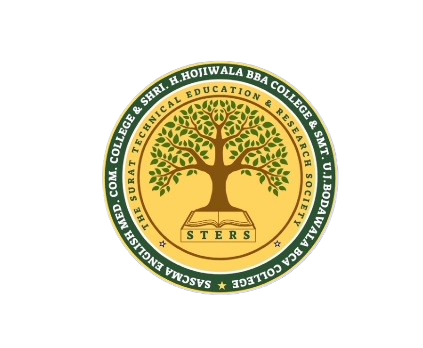 SASCMA ENGLISH MED. COM. COLLEGE & SHRI. H.HOJIWALA BBA COLLEGE & SMT. U.J.BODAWALA BCA COLLEGE
THE SURAT TECHNICAL EDUCATION & RESEARCH SOCIETY
STERS